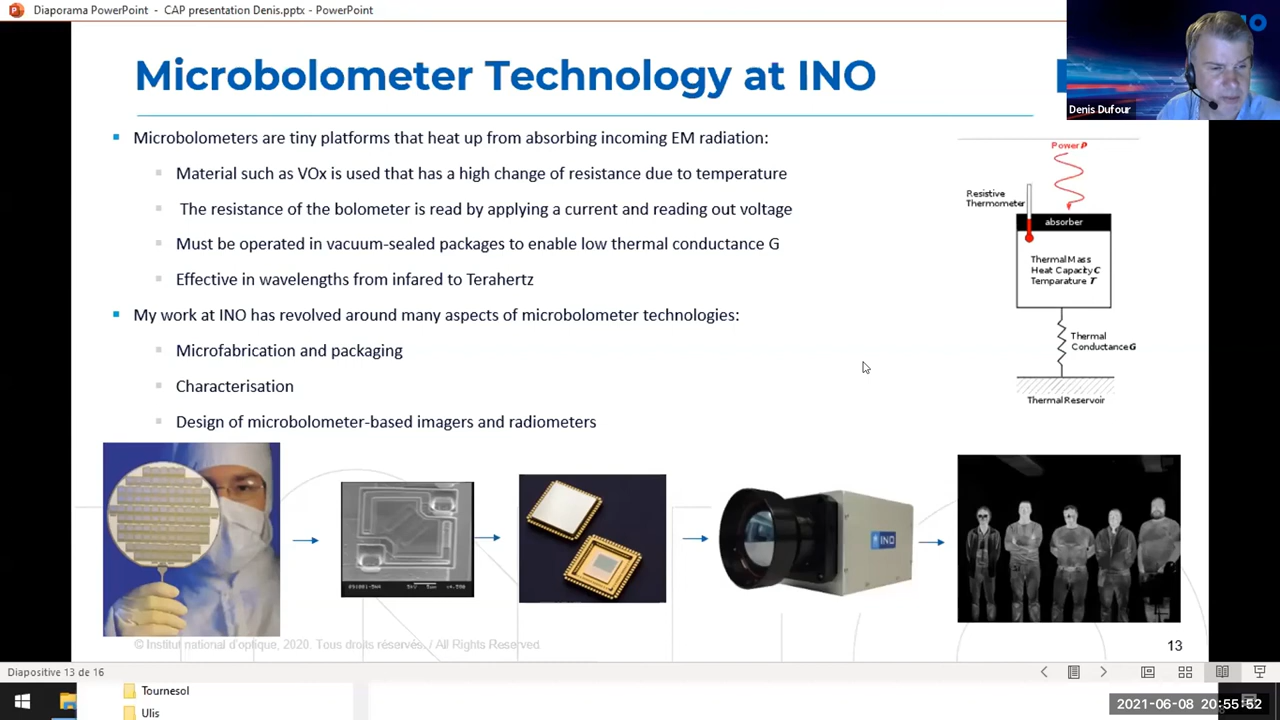 Diaporama PowerPoint - CAP presentation Denis.pptx - PowerPoint
Microbolometer Technology at INO
Denis Dufour
Microbolometers are tiny platforms that heat up from absorbing incoming EM radiation:
Material such as VOx is used that has a high change of resistance due to temperature
The resistance of the bolometer is read by applying a current and reading out voltage
Must be operated in vacuum-sealed packages to enable low thermal conductance G
Effective in wavelengths from infared to Terahertz
My work at INO has revolved around many aspects of microbolometer technologies:
Microfabrication and packaging
Characterisation
Design of microbolometer-based imagers and radiometers
Power P
Resistive
Thermometer
absorber
Thermal Mass
Heat Capacity C
Temparature T
Thermal
Conductance G
Thermal Reservoir
INO
© Institut national d'optique, 2020. Tous droits réservés. / All Rights Reserved.
13
Diapositive 13 de 16
Tournesol
Ulis
2021-06-08 20:55:52